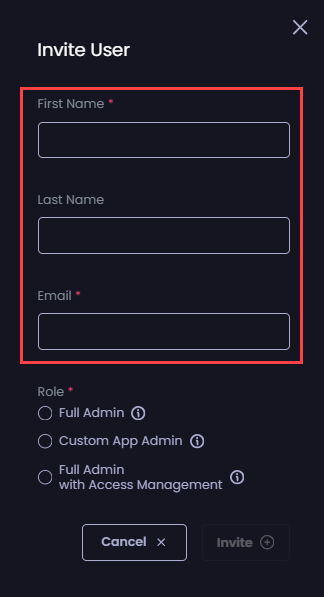 Invite User
First Name *
Last Name
Email *
Role *
Full Admin
Custom App Admin
Full Admin
with Access Management
Cancel
Invite